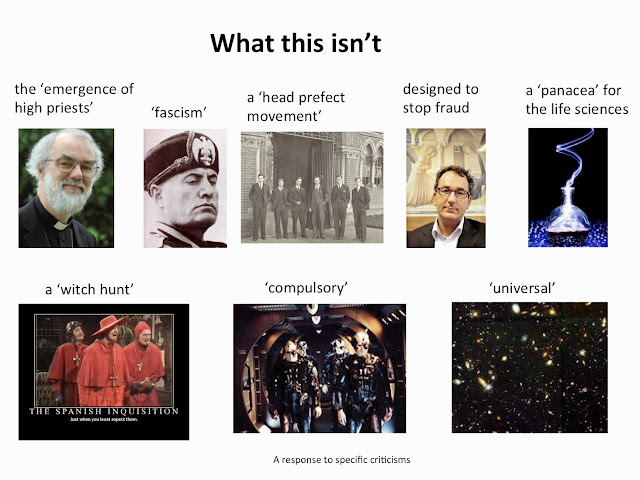 What this isn't
the 'emergence of
high priests'
'fascism'
a 'head prefect
movement'
designed to
stop fraud
a 'panacea' for
the life sciences
a 'witch hunt'
'compulsory'
'universal'
THE SPANISH INQUISITION
Just when you least expect them.
A response to specific criticisms